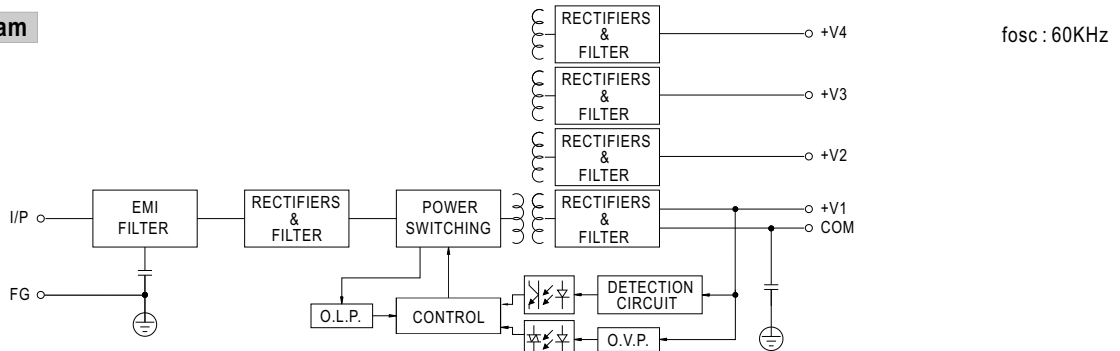 am
fosc : 60KHz
RECTIFIERS
&
FILTER
+V4
RECTIFIERS
&
FILTER
+V3
RECTIFIERS
&
FILTER
+V2
I/P
EMI
FILTER
RECTIFIERS
&
FILTER
POWER
SWITCHING
RECTIFIERS
&
FILTER
+V1
COM
FG
O.L.P.
CONTROL
DETECTION
CIRCUIT
O.V.P.